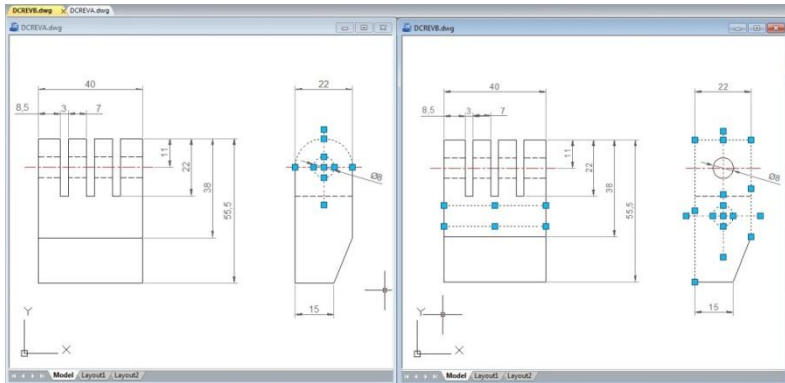 DCREVB.dwg DCREVA.dwg
DCREVA.dwg
40
8,5 3 7
11
22
38
55,5
22
Ø8
15
Y
X
Model Layout1 Layout2
DCREVB.dwg
40
8,5 3 7
11
22
38
55,5
22
Ø8
15
Y
X
Model Layout1 Layout2